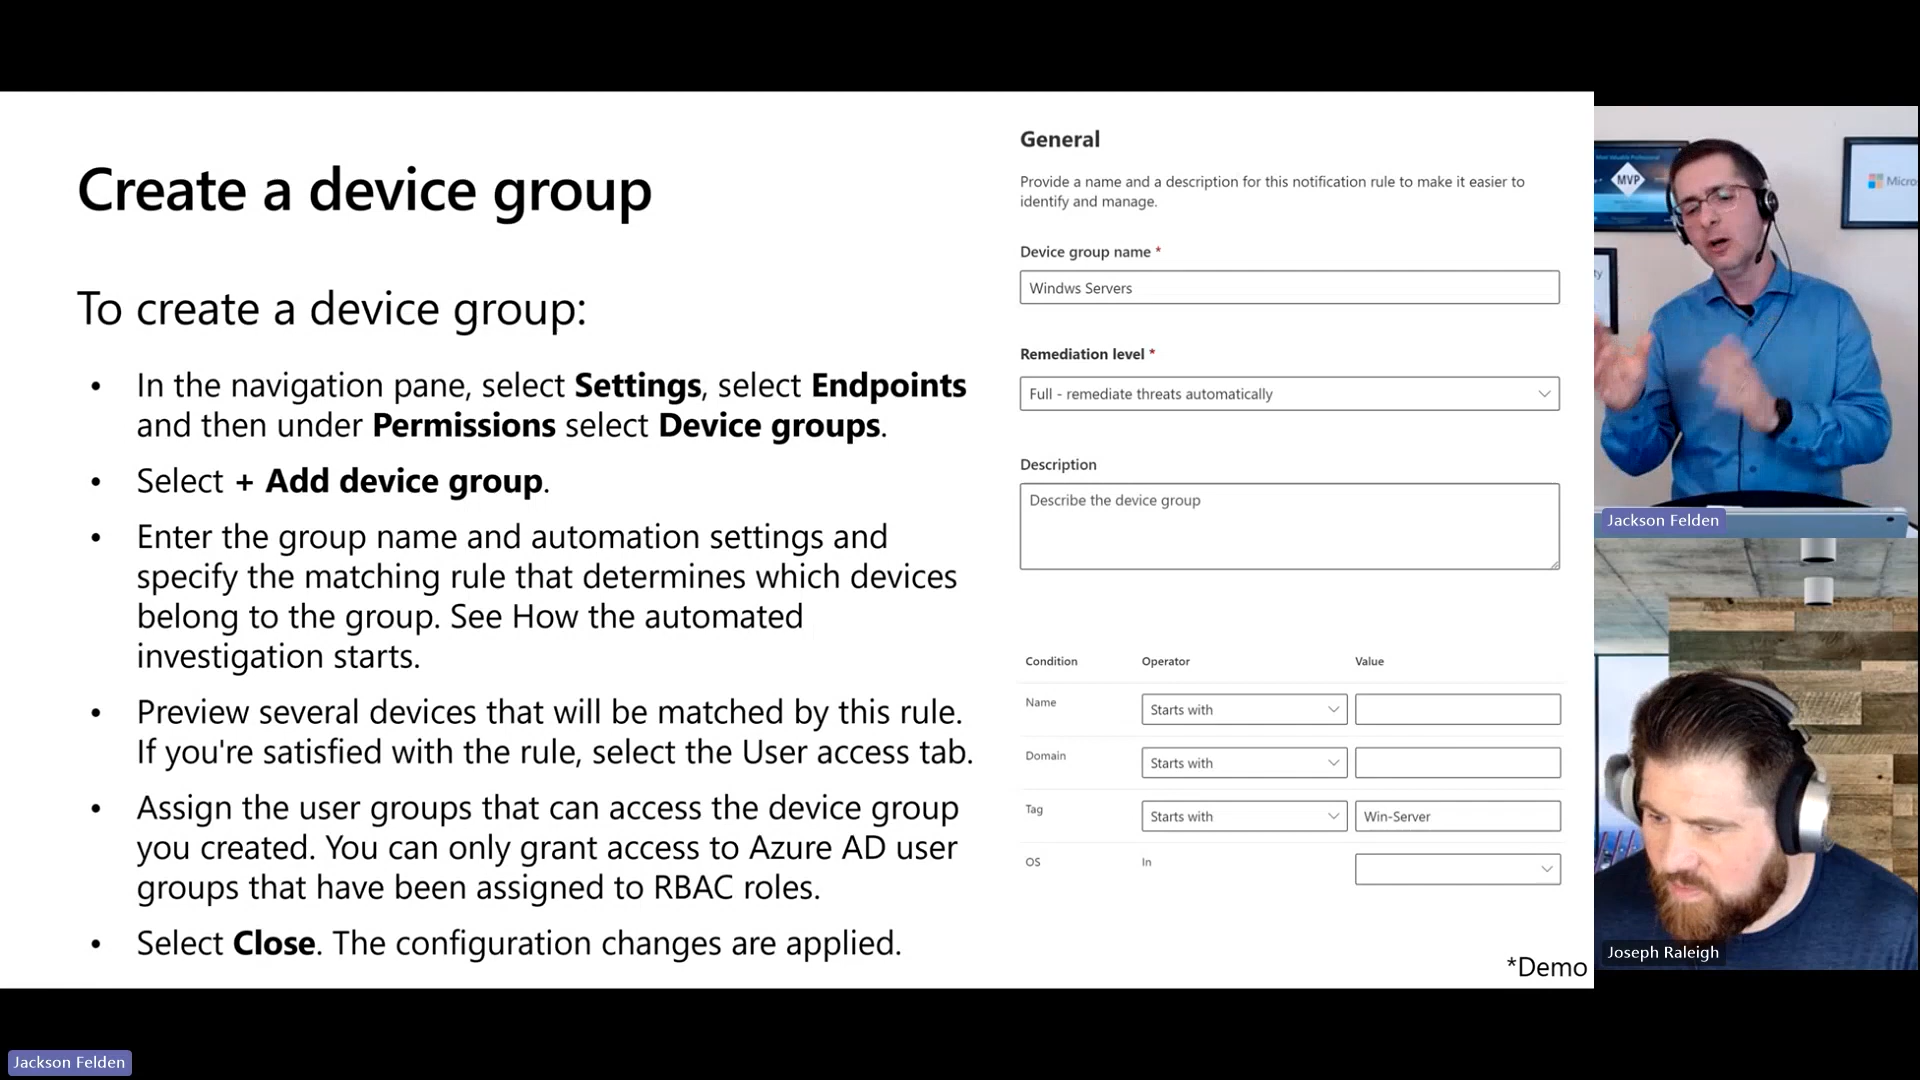 Create a device group
To create a device group:
• In the navigation pane, select Settings, select Endpoints
and then under Permissions select Device groups.
• Select + Add device group.
• Enter the group name and automation settings and
specify the matching rule that determines which devices
belong to the group. See How the automated
investigation starts.
• Preview several devices that will be matched by this rule.
If you're satisfied with the rule, select the User access tab.
• Assign the user groups that can access the device group
you created. You can only grant access to Azure AD user
groups that have been assigned to RBAC roles.
• Select Close. The configuration changes are applied.
General
Provide a name and a description for this notification rule to make it easier to
identify and manage.
Device group name *
Windws Servers
Remediation level *
Full - remediate threats automatically
Description
Describe the device group
Condition Operator Value
Name Starts with
Domain Starts with
Tag Starts with Win-Server
OS In
*Demo
MVP
Micro
Jackson Felden
Joseph Raleigh
Jackson Felden